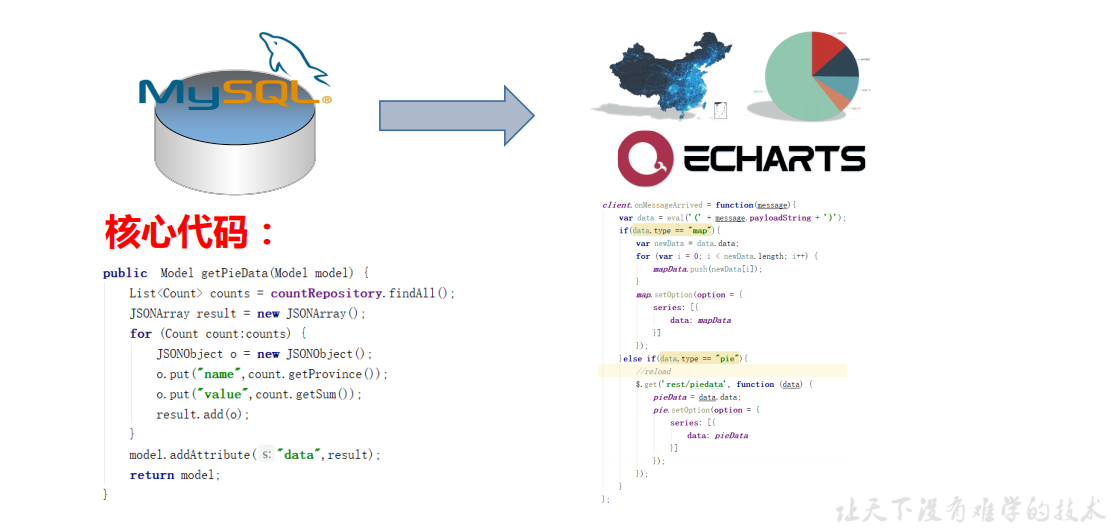 MySQL®
ECHARTS
核心代码：
public Model getPieData(Model model) {
List<Count> counts = countRepository.findAll();
JSONArray result = new JSONArray();
for (Count count:counts) {
JSONObject o = new JSONObject();
o.put("name",count.getProvince());
o.put("value",count.getSum());
result.add(o);
}
model.addAttribute( s: "data",result);
return model;
}
client.onMessageArrived = function(message){
var data = eval('(' + message.payloadString + ')');
if(data.type == "map"){
var newData = data.data;
for (var i = 0; i < newData.length; i++) {
mapData.push(newData[i]);
}
map.setOption(option = {
series: [{
data: mapData
}]
});
}else if(data.type == "pie"){
//reload
$.get('rest/piedata', function (data) {
pieData = data.data;
pie.setOption(option = {
series: [{
data: pieData
}]
});
});
}
};
让天下没有难学的技术